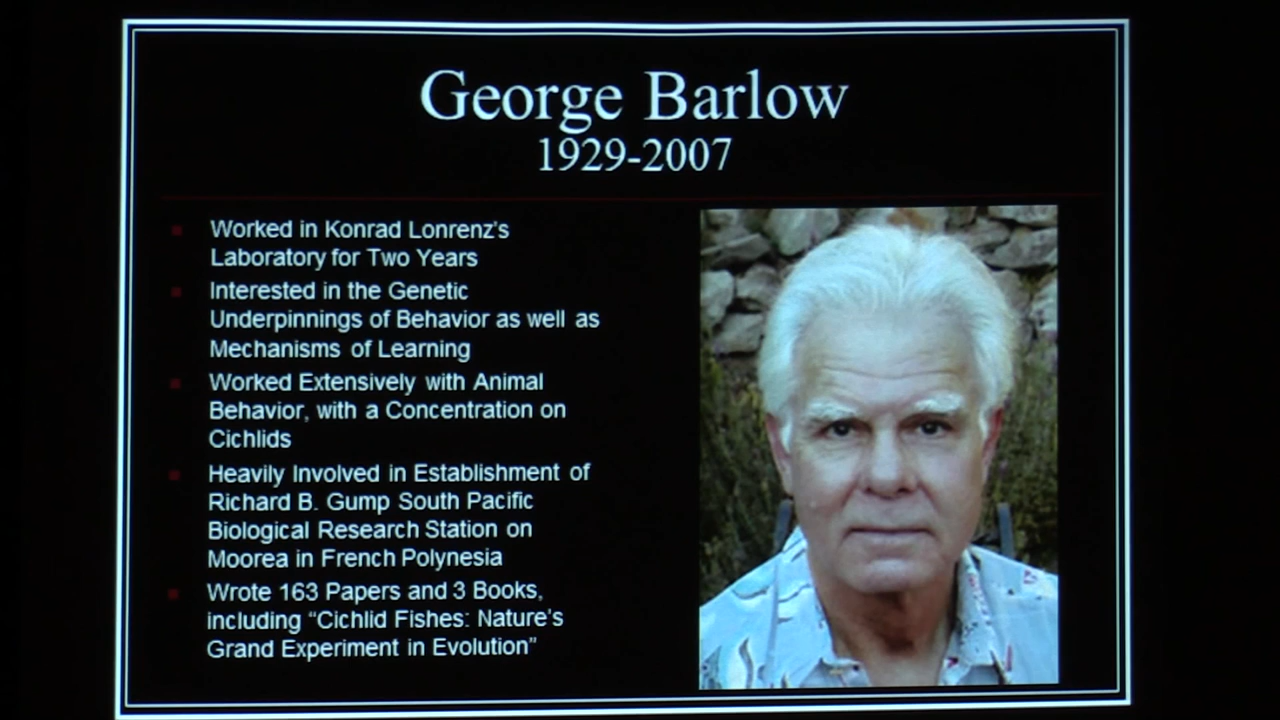 George Barlow
1929-2007
Worked in Konrad Lonrenz's
Laboratory for Two Years
Interested in the Genetic
Underpinnings of Behavior as well as
Mechanisms of Learning
Worked Extensively with Animal
Behavior, with a Concentration on
Cichlids
Heavily Involved in Establishment of
Richard B. Gump South Pacific
Biological Research Station on
Moorea in French Polynesia
Wrote 163 Papers and 3 Books,
including “Cichlid Fishes: Nature’s
Grand Experiment in Evolution”